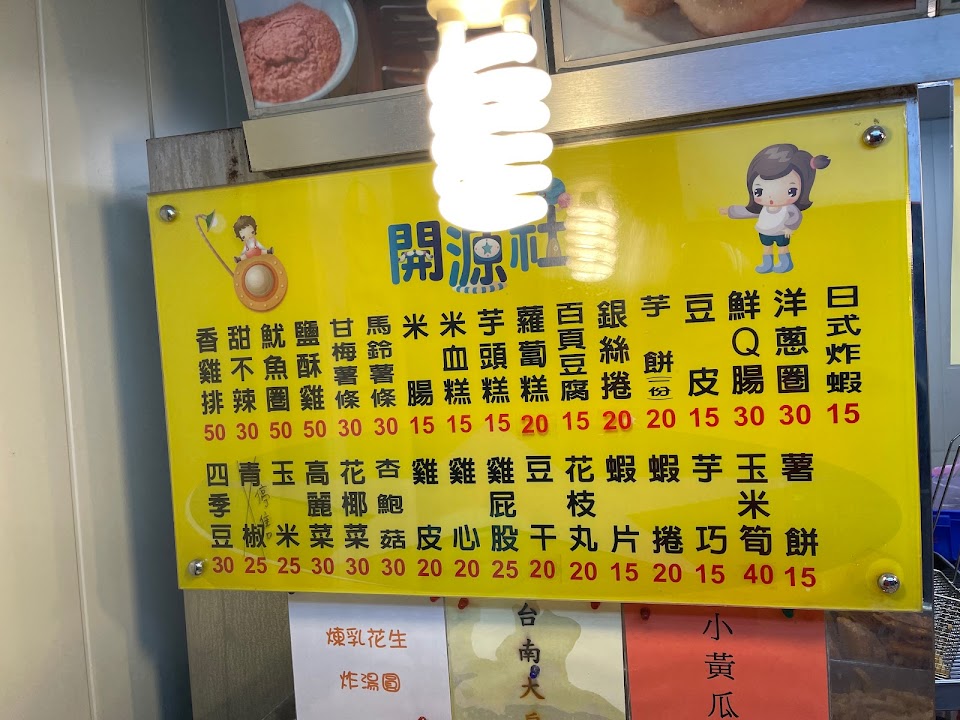 開源社
香雞排 50
甜不辣 30
魷魚圈 50
鹽酥雞 50
甘梅薯條 30
馬鈴薯條 30
米腸 15
米血糕 15
芋頭糕 15
蘿蔔糕 20
百頁豆腐 15
銀絲捲 20
芋餅(一份) 20
豆皮 15
鮮Q腸 30
洋蔥圈 30
日式炸蝦 15
四季豆 30
青椒 25
玉米 25
高麗菜 30
花椰菜 30
杏鮑菇 30
雞皮 20
雞心 20
雞屁股 25
豆干 20
花枝丸 20
蝦片 15
蝦捲 20
芋巧 15
玉米筍 40
薯餅 15
煉乳花生
炸湯圓
台南大
小黃瓜